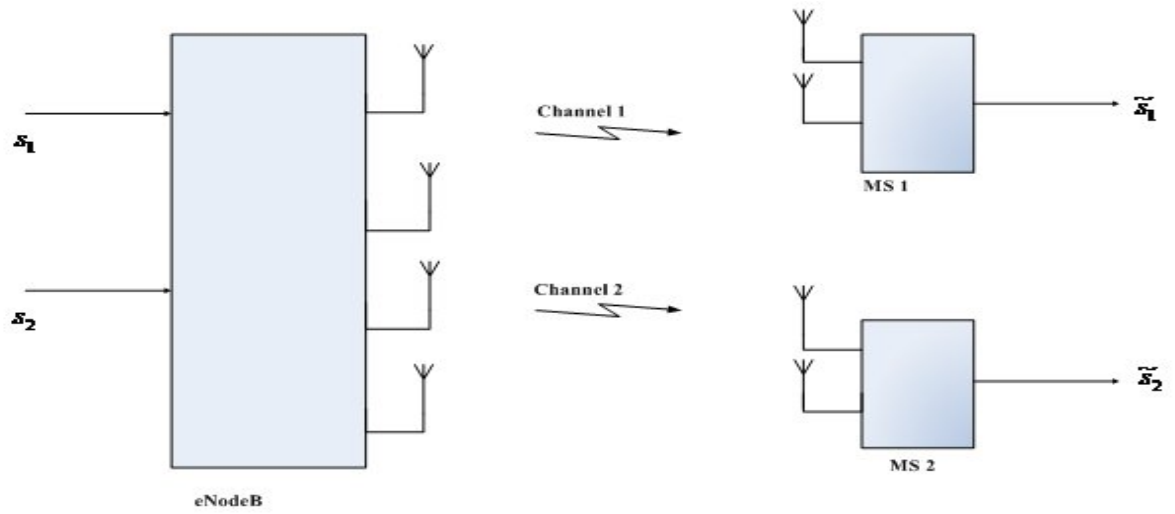 Channel 1
s̃₁
s₁
MS 1
Channel 2
s₂
s̃₂
MS 2
eNodeB